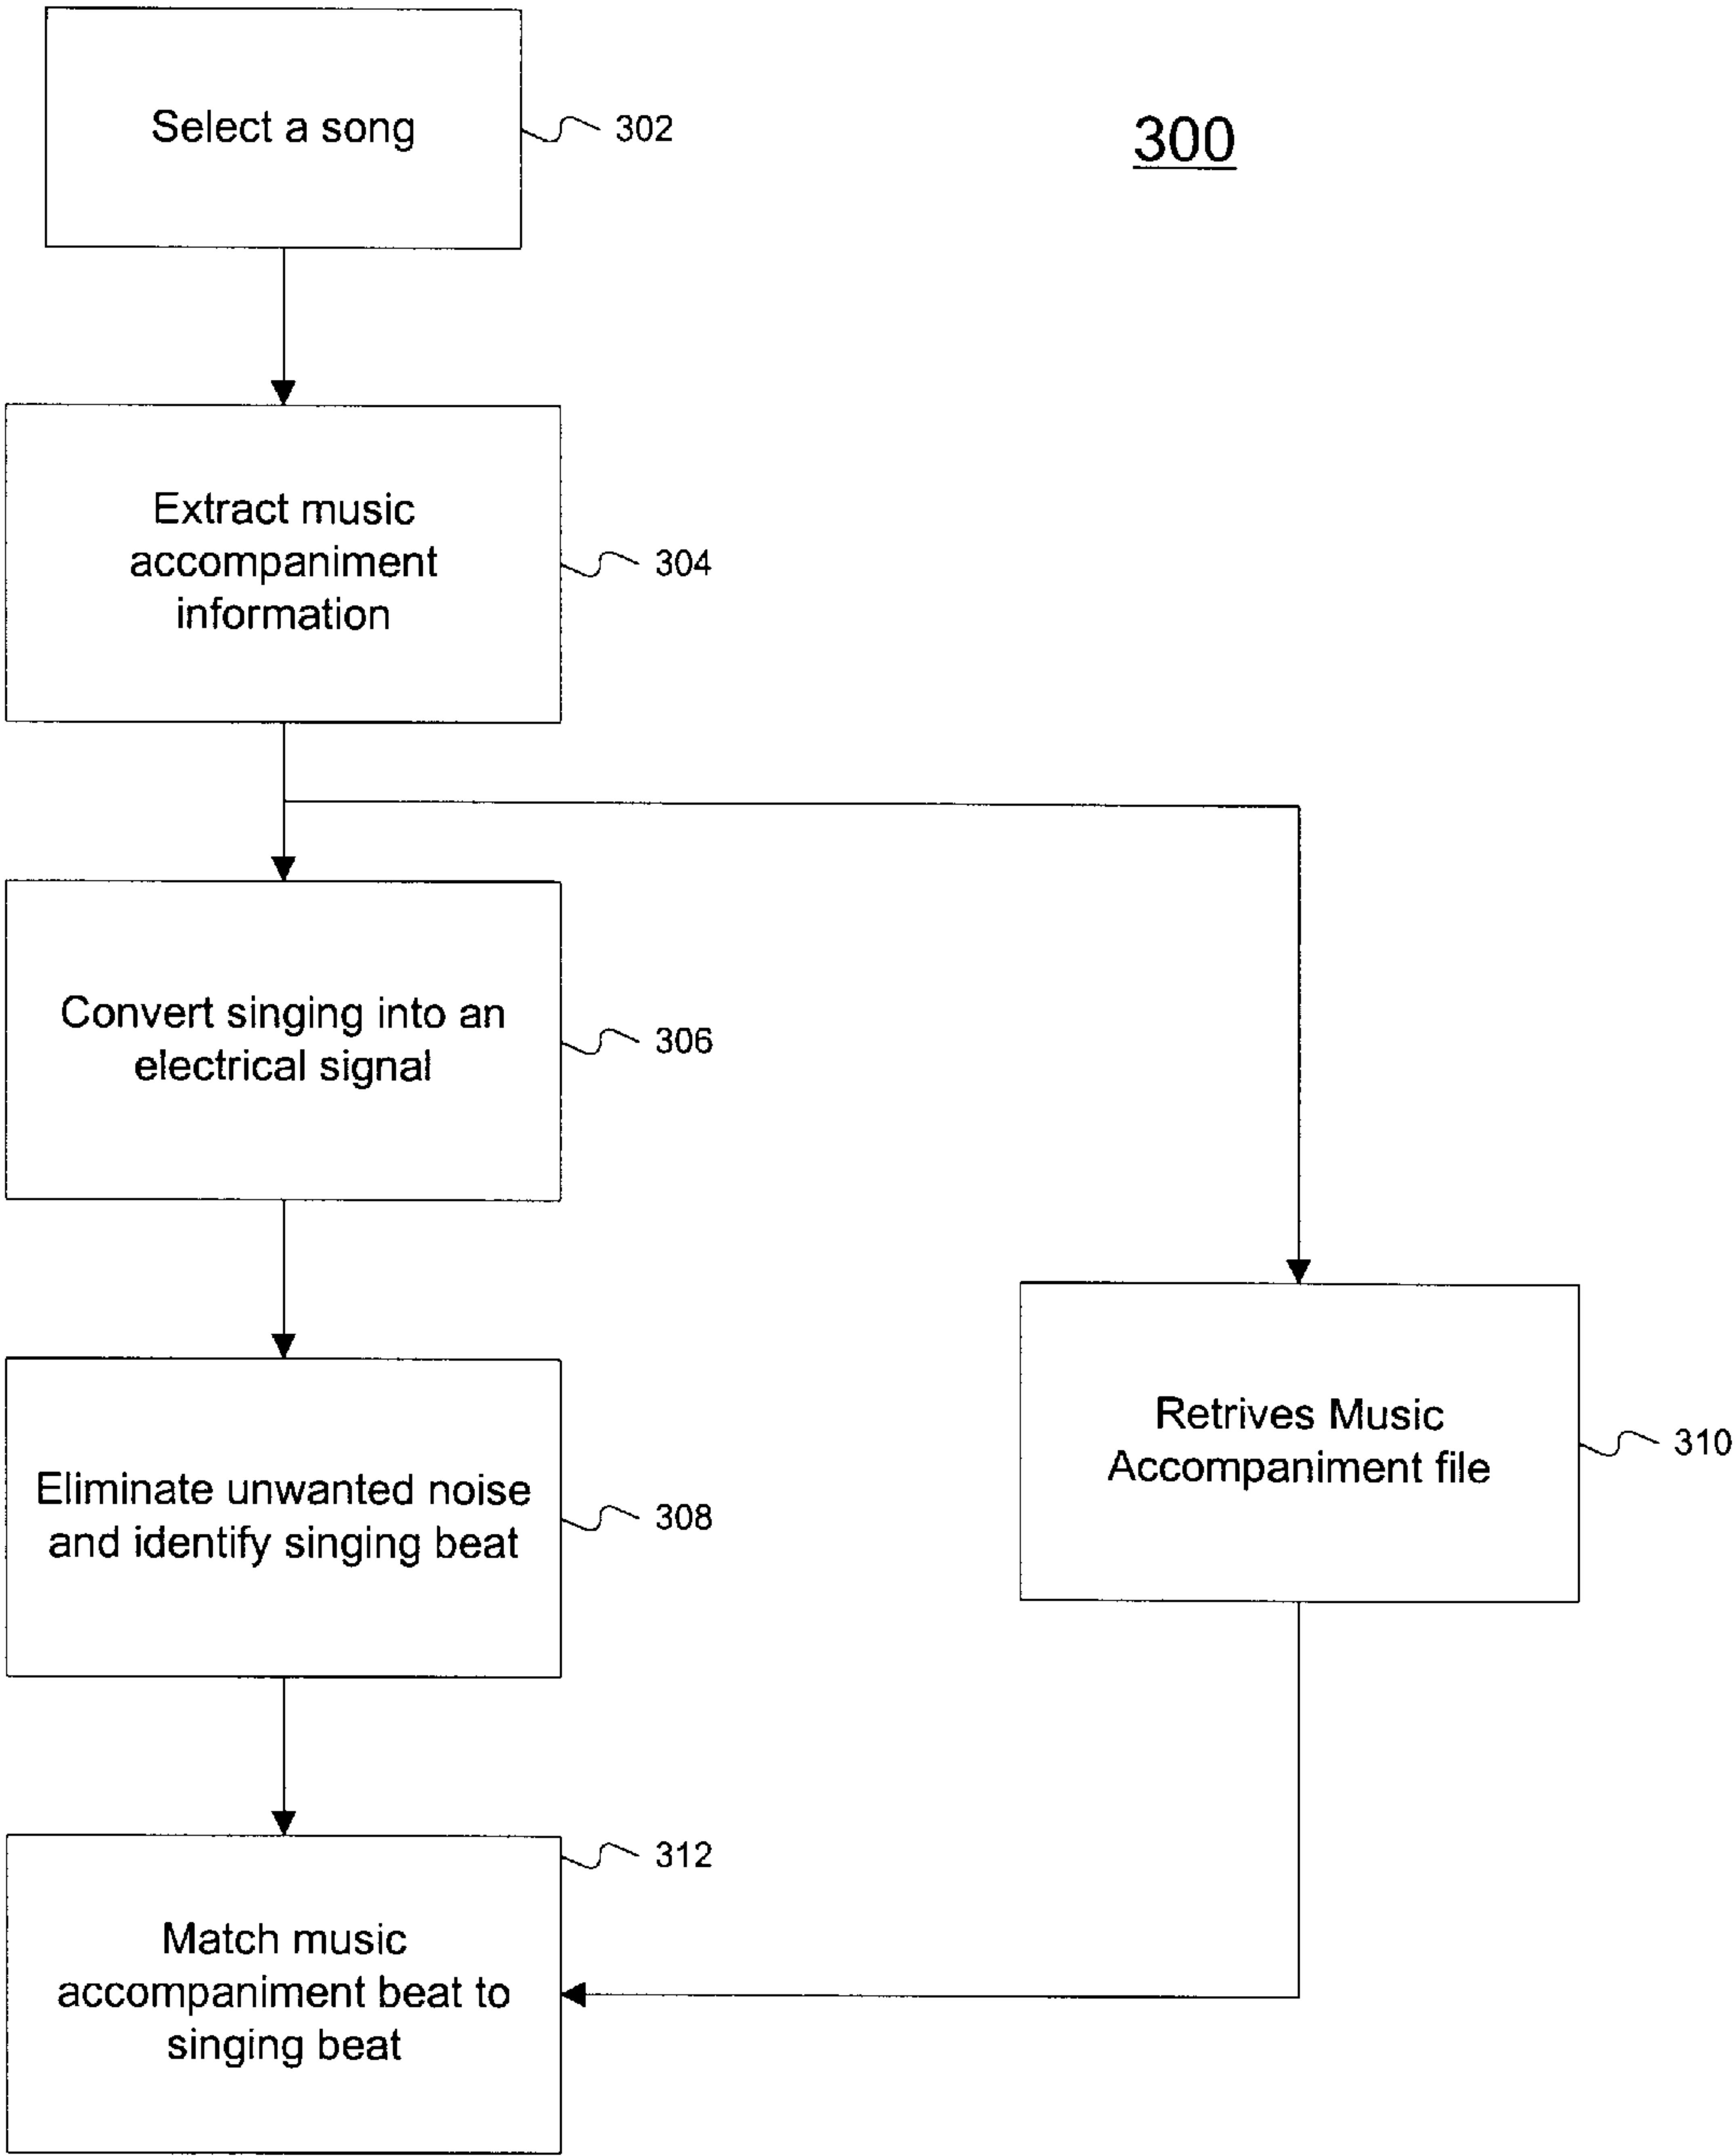 Select a song
302
300
Extract music
accompaniment
information
304
Convert singing into an
electrical signal
306
Eliminate unwanted noise
and identify singing beat
308
Retrives Music
Accompaniment file
310
312
Match music
accompaniment beat to
singing beat